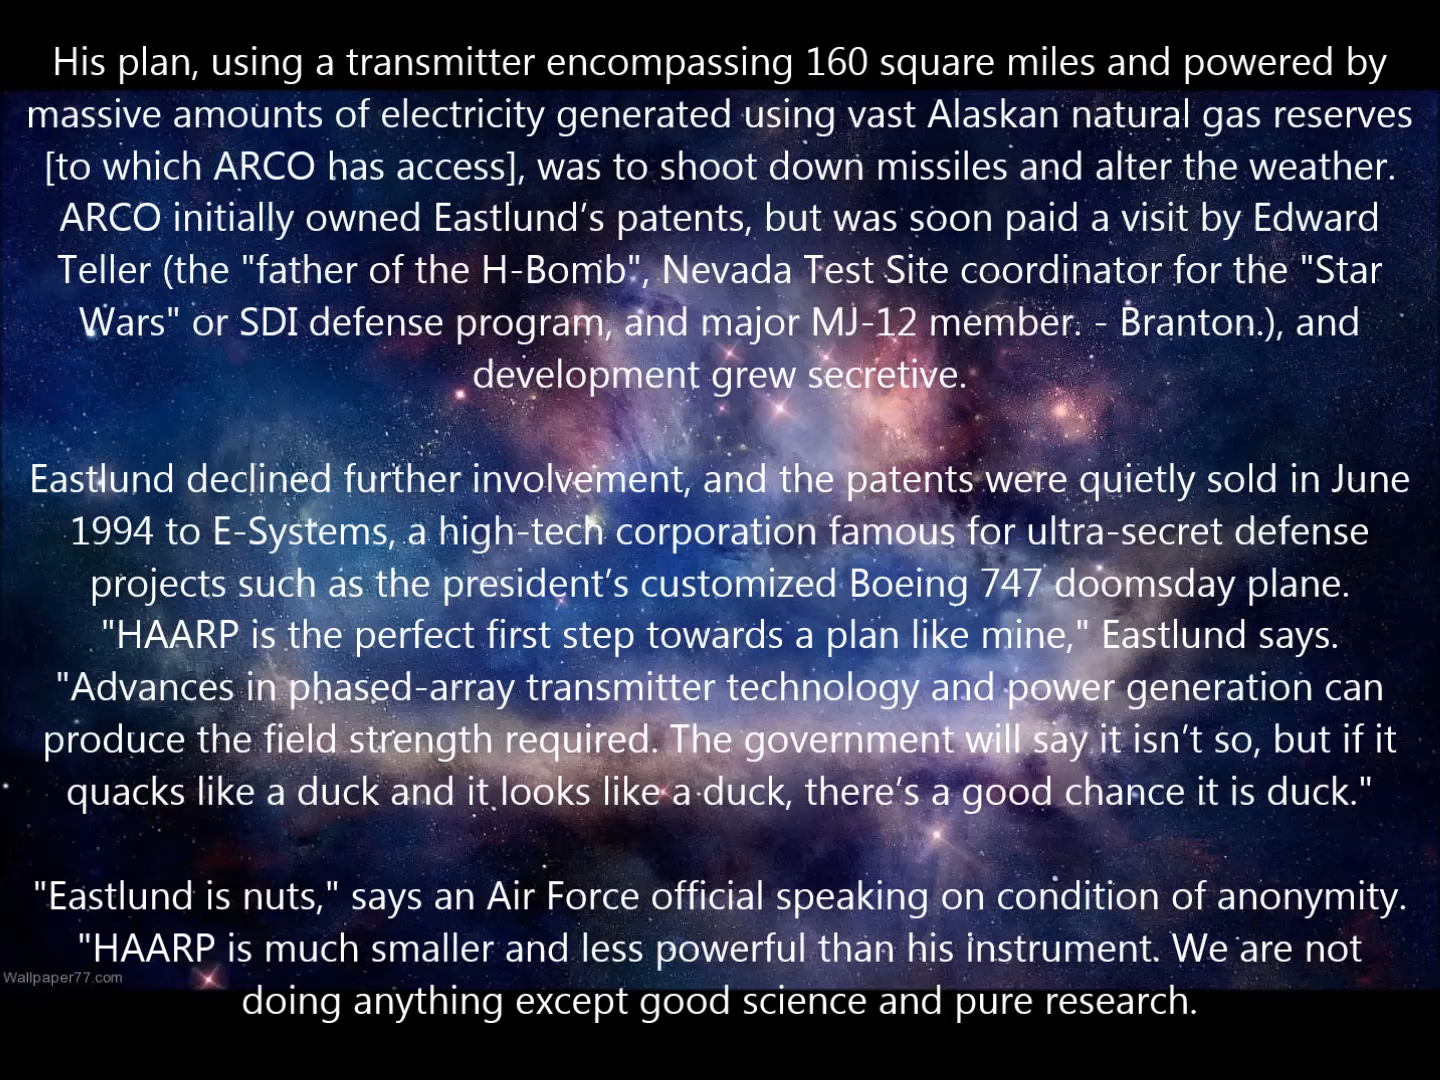 His plan, using a transmitter encompassing 160 square miles and powered by
massive amounts of electricity generated using vast Alaskan natural gas reserves
[to which ARCO has access], was to shoot down missiles and alter the weather.
ARCO initially owned Eastlund’s patents, but was soon paid a visit by Edward
Teller (the "father of the H-Bomb", Nevada Test Site coordinator for the "Star
Wars" or SDI defense program, and major MJ-12 member. - Branton.), and
development grew secretive.
Eastlund declined further involvement, and the patents were quietly sold in June
1994 to E-Systems, a high-tech corporation famous for ultra-secret defense
projects such as the president’s customized Boeing 747 doomsday plane.
"HAARP is the perfect first step towards a plan like mine," Eastlund says.
"Advances in phased-array transmitter technology and power generation can
produce the field strength required. The government will say it isn’t so, but if it
quacks like a duck and it looks like a duck, there’s a good chance it is duck."
"Eastlund is nuts," says an Air Force official speaking on condition of anonymity.
"HAARP is much smaller and less powerful than his instrument. We are not
Wallpaper77.com
doing anything except good science and pure research.